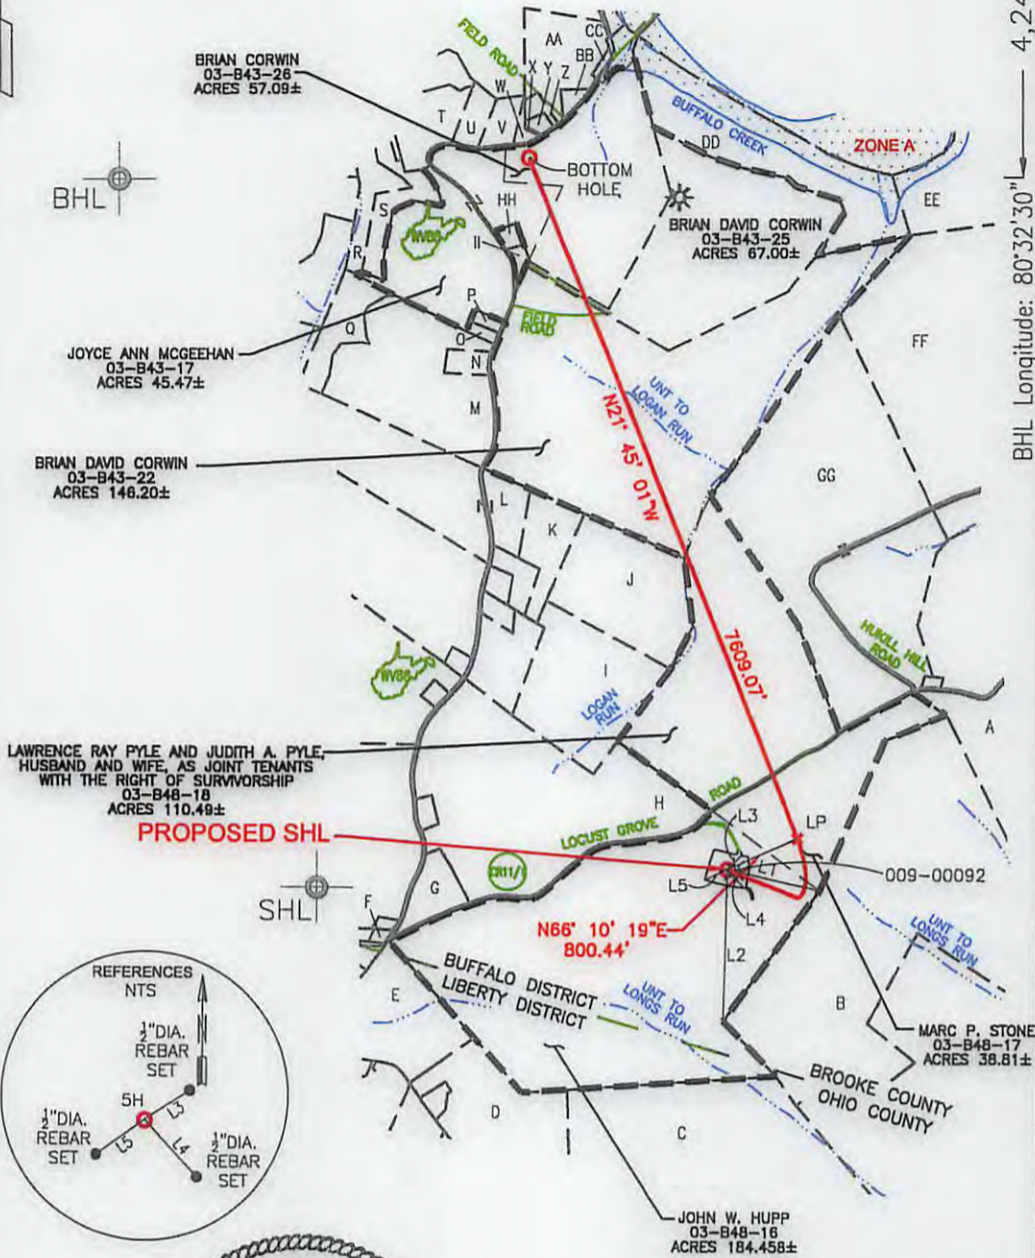 4,24
BHL Longitude: 80°32'30"
BRIAN CORWIN
03-B43-26
ACRES 57.09±
FIELD ROAD
AA
CC
BB
X
Y
Z
W
T
U
V
BUFFALO CREEK
DD
ZONE A
EE
BHL
BOTTOM
HOLE
S
WV88
HH
II
BRIAN DAVID CORWIN
03-B43-25
ACRES 67.00±
R
Q
P
O
N
FIELD
ROAD
JOYCE ANN MCGEEHAN
03-B43-17
ACRES 45.47±
M
FF
UNT TO
LOGAN RUN
N21° 45' 01"W
BRIAN DAVID CORWIN
03-B43-22
ACRES 146.20±
GG
L
K
J
I
7609.07'
HUKILL HILL
ROAD
WV88
LOGAN
RUN
A
LAWRENCE RAY PYLE AND JUDITH A. PYLE,
HUSBAND AND WIFE, AS JOINT TENANTS
WITH THE RIGHT OF SURVIVORSHIP
03-B48-18
ACRES 110.49±
H
LOCUST GROVE
ROAD
L3
LP
PROPOSED SHL
L1
009-00092
CR11/1
L5
L4
G
SHL
F
N66° 10' 19"E
800.44'
L2
UNT TO
LONGS RUN
BUFFALO DISTRICT
LIBERTY DISTRICT
UNT TO
LONGS RUN
E
B
MARC P. STONE
03-B48-17
ACRES 38.81±
BROOKE COUNTY
OHIO COUNTY
D
C
REFERENCES
NTS
N
1/2"DIA.
REBAR
SET
5H
L3
1/2"DIA.
REBAR
SET
L5
L4
1/2"DIA.
REBAR
SET
JOHN W. HUPP
03-B48-16
ACRES 184.458±